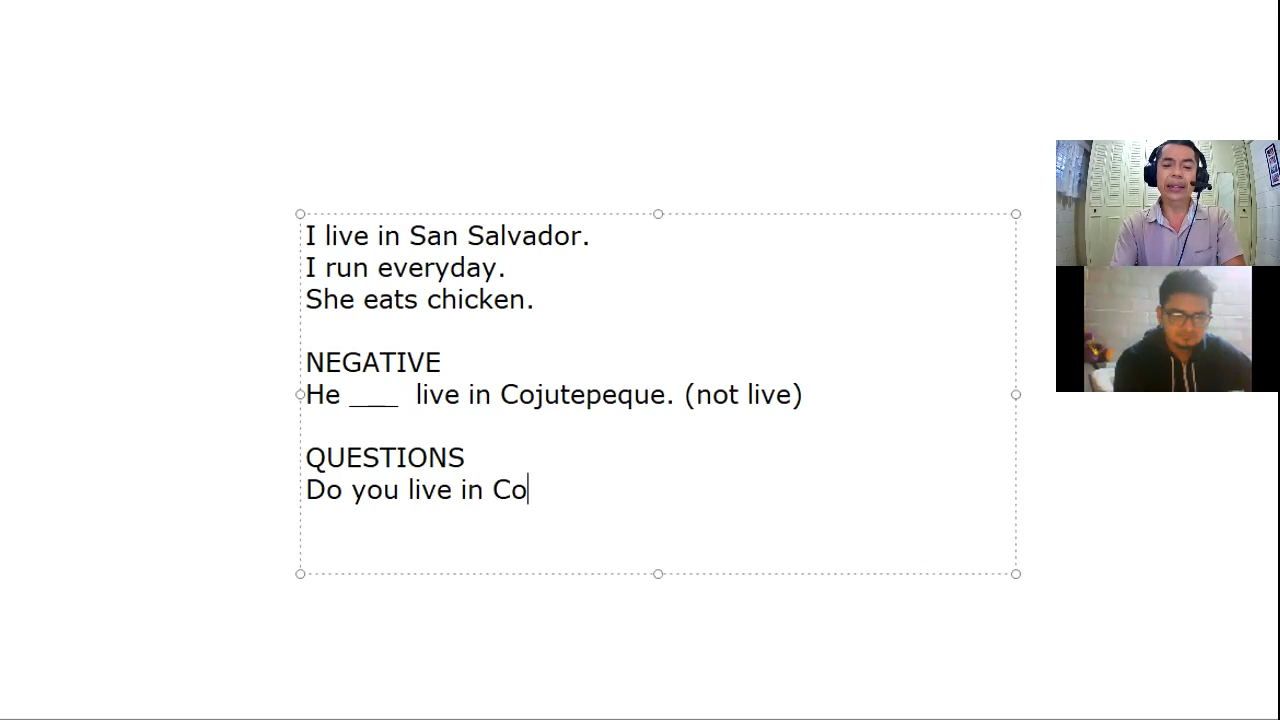 I live in San Salvador.
I run everyday.
She eats chicken.
NEGATIVE
He ___ live in Cojutepeque. (not live)
QUESTIONS
Do you live in Co